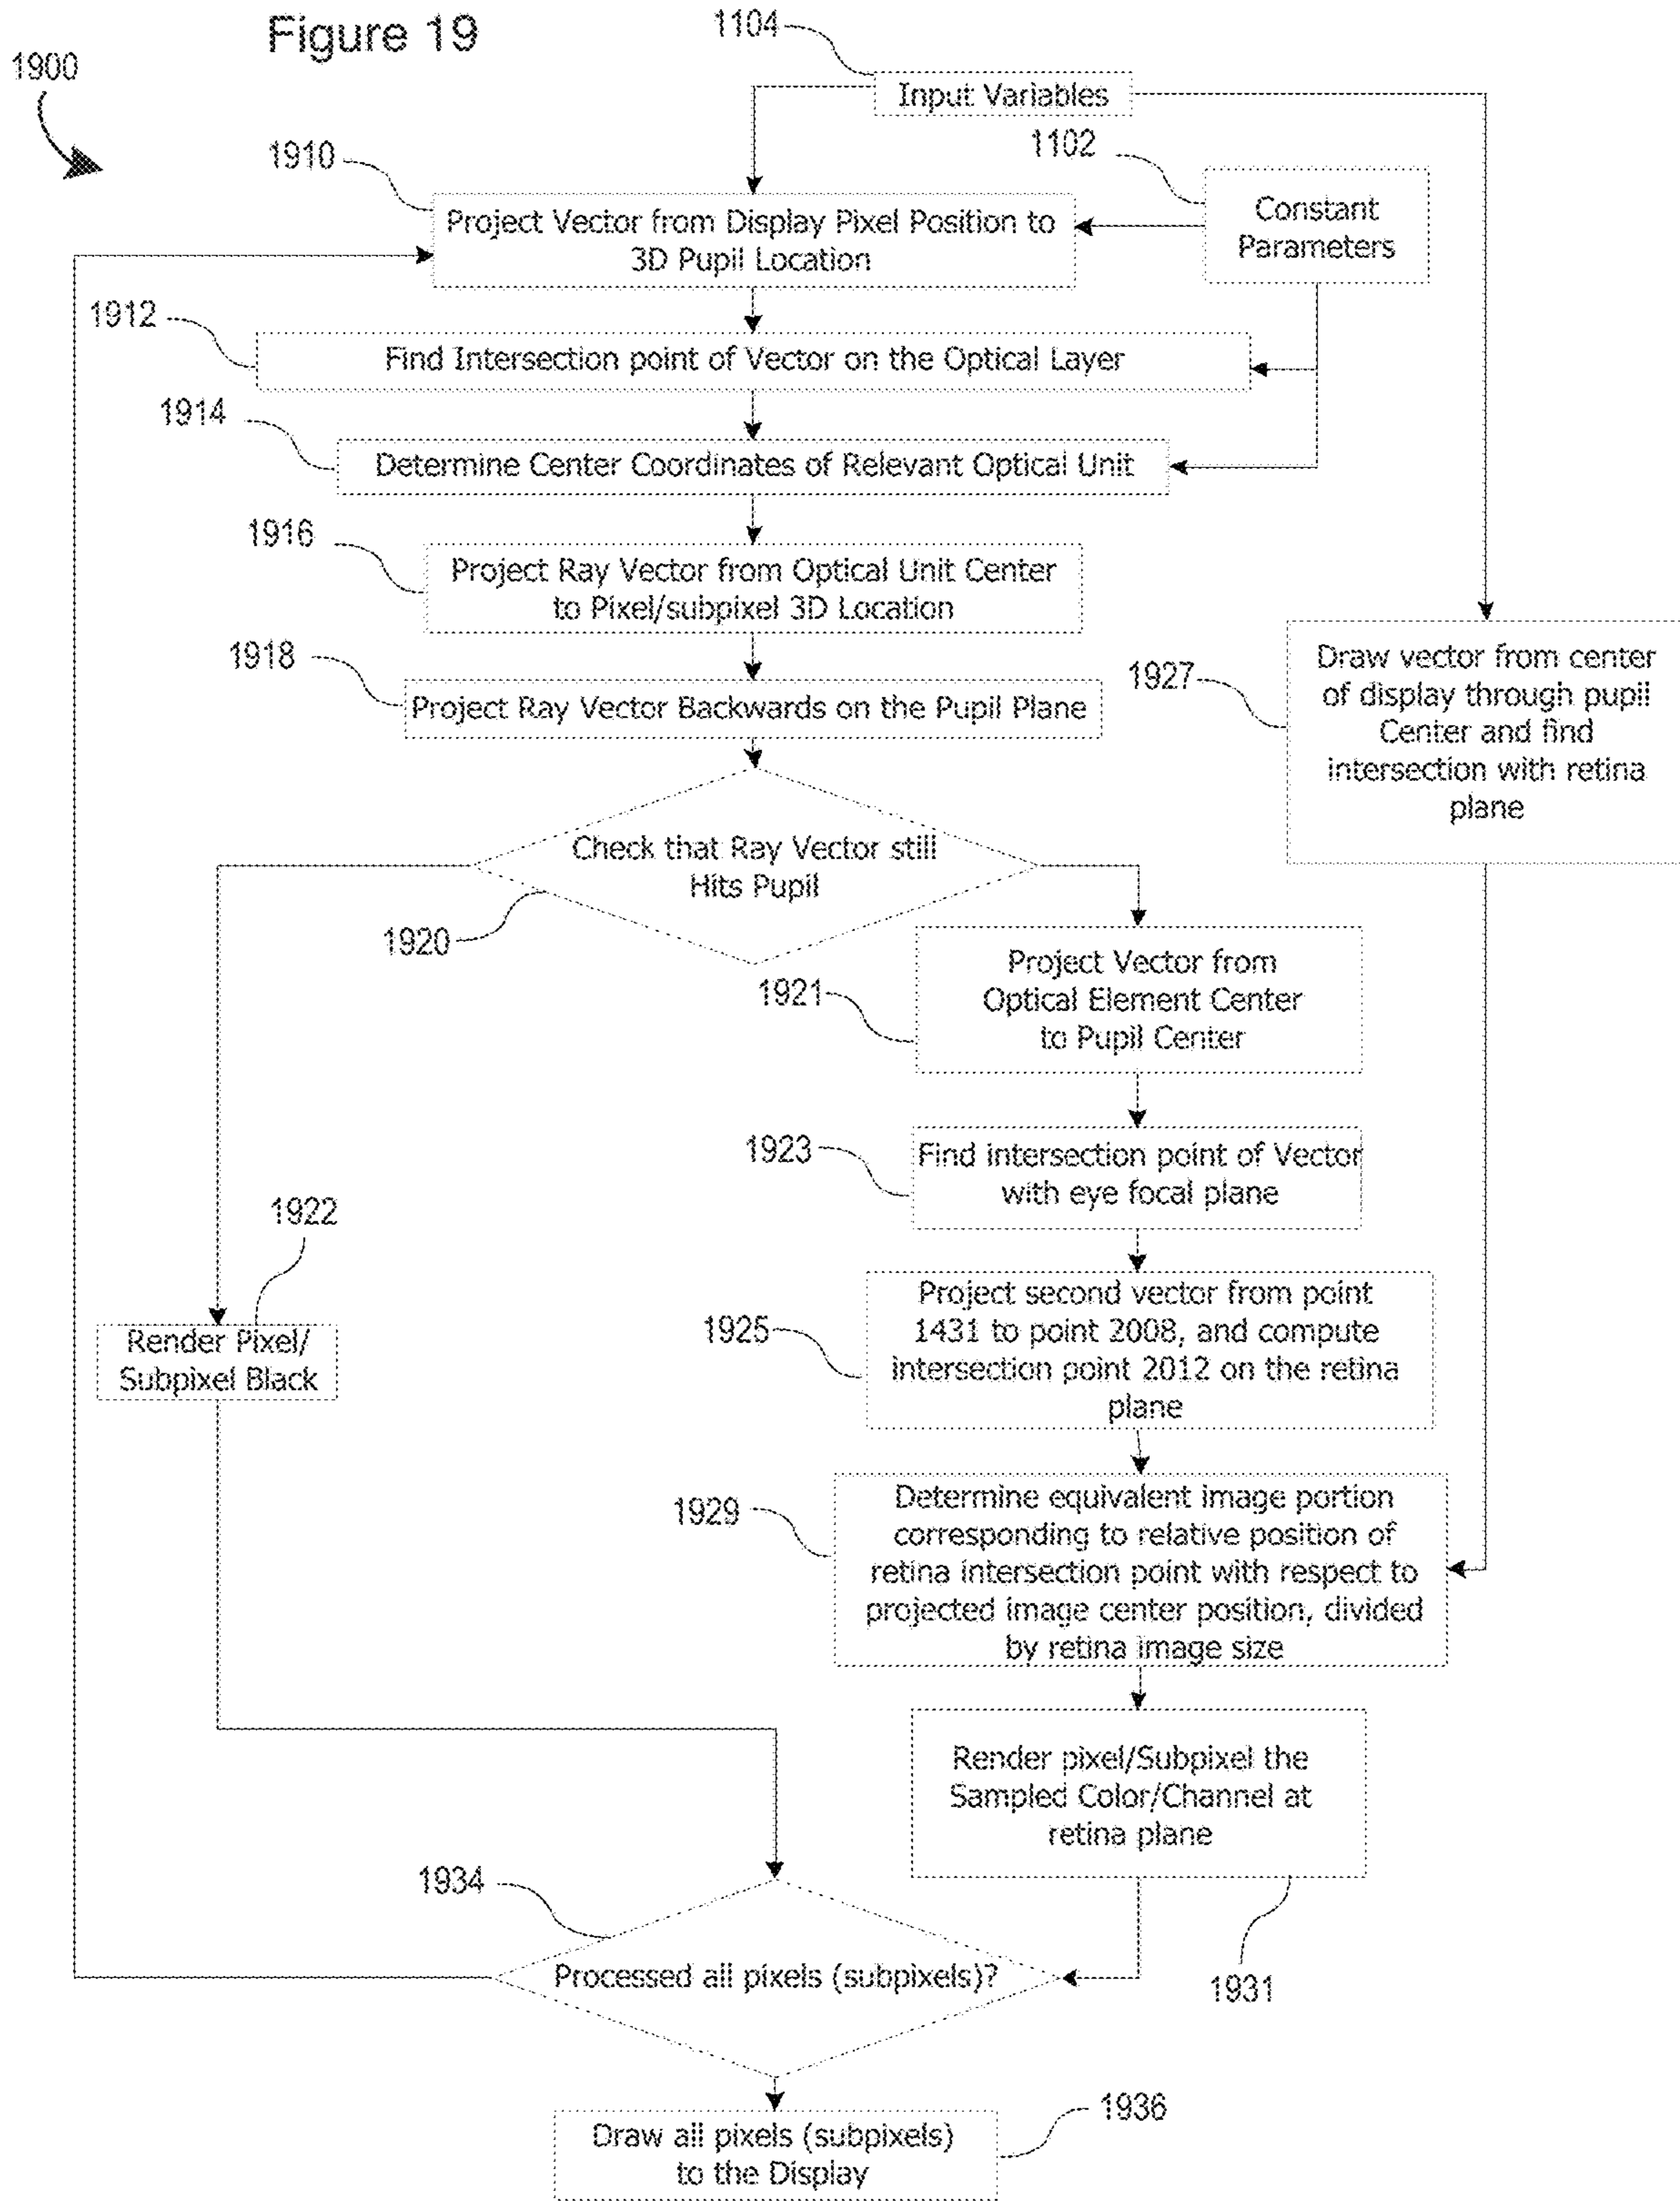 Figure 19
1900
1104
Input Variables
1102
Constant
Parameters
1910
Project Vector from Display Pixel Position to
3D Pupil Location
1912
Find Intersection point of Vector on the Optical Layer
1914
Determine Center Coordinates of Relevant Optical Unit
1916
Project Ray Vector from Optical Unit Center
to Pixel/subpixel 3D Location
1918
Project Ray Vector Backwards on the Pupil Plane
1927
Draw vector from center
of display through pupil
Center and find
intersection with retina
plane
Check that Ray Vector still
Hits Pupil
1920
1921
Project Vector from
Optical Element Center
to Pupil Center
1923
Find intersection point of Vector
with eye focal plane
1922
Render Pixel/
Subpixel Black
1925
Project second vector from point
1431 to point 2008, and compute
intersection point 2012 on the retina
plane
1929
Determine equivalent image portion
corresponding to relative position of
retina intersection point with respect to
projected image center position, divided
by retina image size
Render pixel/Subpixel the
Sampled Color/Channel at
retina plane
1931
1934
Processed all pixels (subpixels)?
1936
Draw all pixels (subpixels)
to the Display